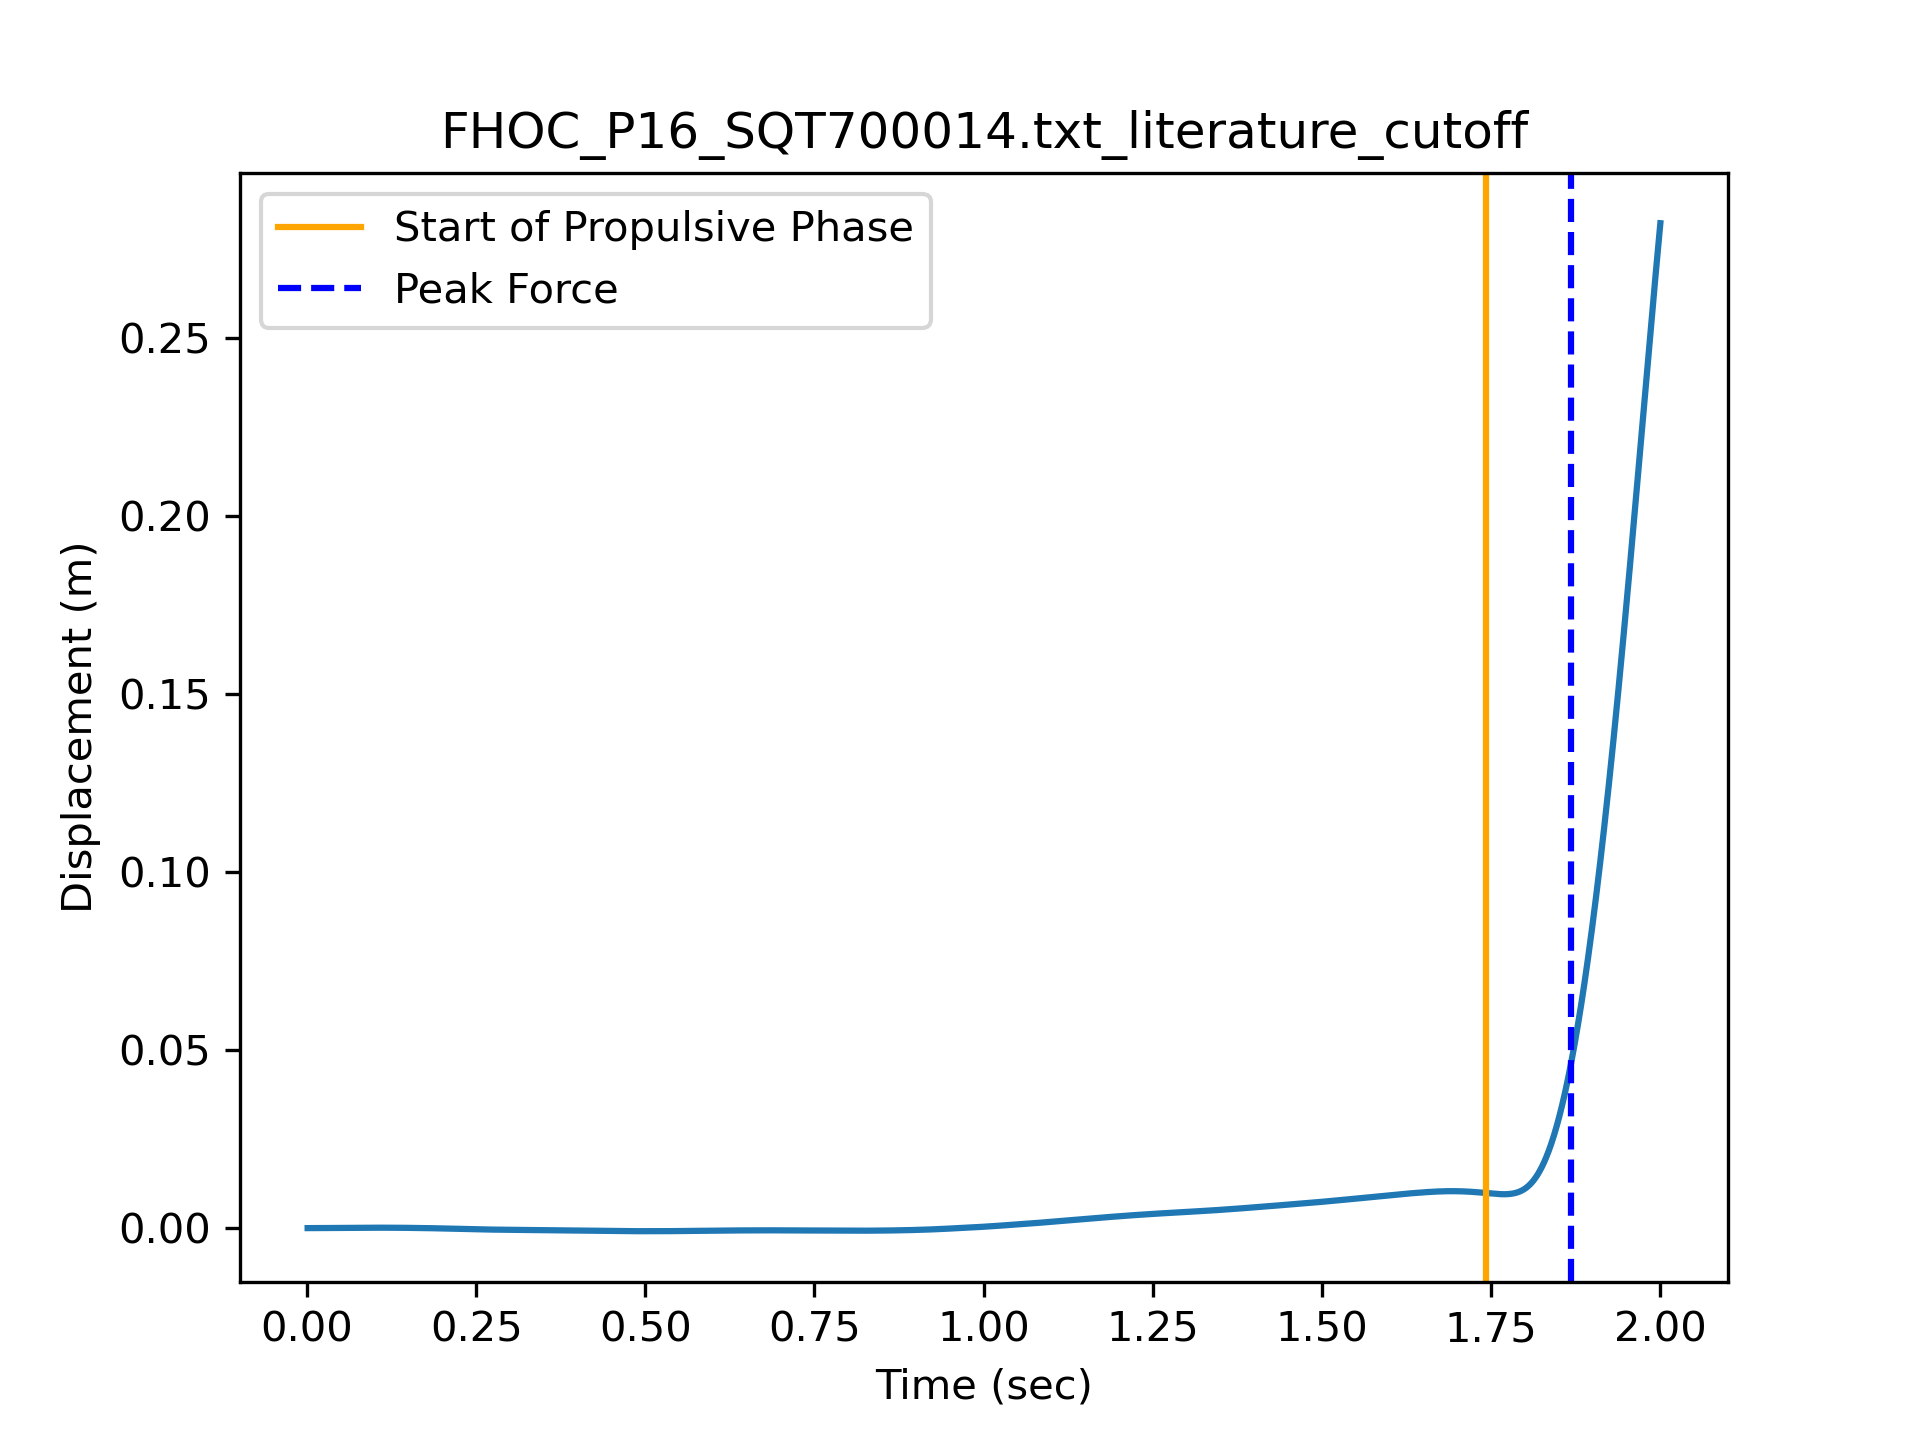 FHOC_P16_SQT700014.txt_literature_cutoff
Start of Propulsive Phase
Peak Force
0.25
0.20
0.15
0.10
0.05
0.00
Displacement (m)
0.00 0.25 0.50 0.75 1.00 1.25 1.50 1.75 2.00
Time (sec)